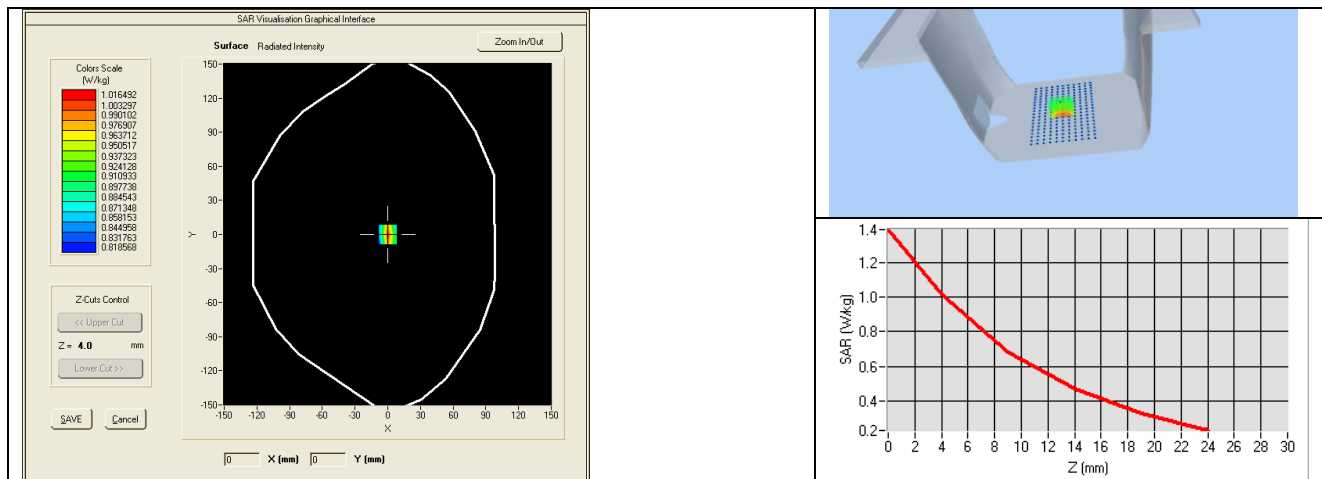 SAR Visualisation Graphical Interface
Surface Radiated Intensity
Zoom In/Out
Colors Scale
(W/kg)
1.016492
1.003297
0.990102
0.976907
0.963712
0.950517
0.937323
0.924128
0.910933
0.897738
0.884543
0.871348
0.858153
0.844958
0.831763
0.818568
Z-Cuts Control
<< Upper Cut
Z = 4.0 mm
Lower Cut >>
SAVE Cancel
150-
120-
90-
60-
30-
0-
-30-
-60-
-90-
-120-
-150-
Y
-150 -120 -90 -60 -30 0 30 60 90 120 150
X
0 X (mm) 0 Y (mm)
1.4-
1.2-
1.0-
0.8-
0.6-
0.4-
0.2-
SAR (W/kg)
0 2 4 6 8 10 12 14 16 18 20 22 24 26 28 30
Z (mm)